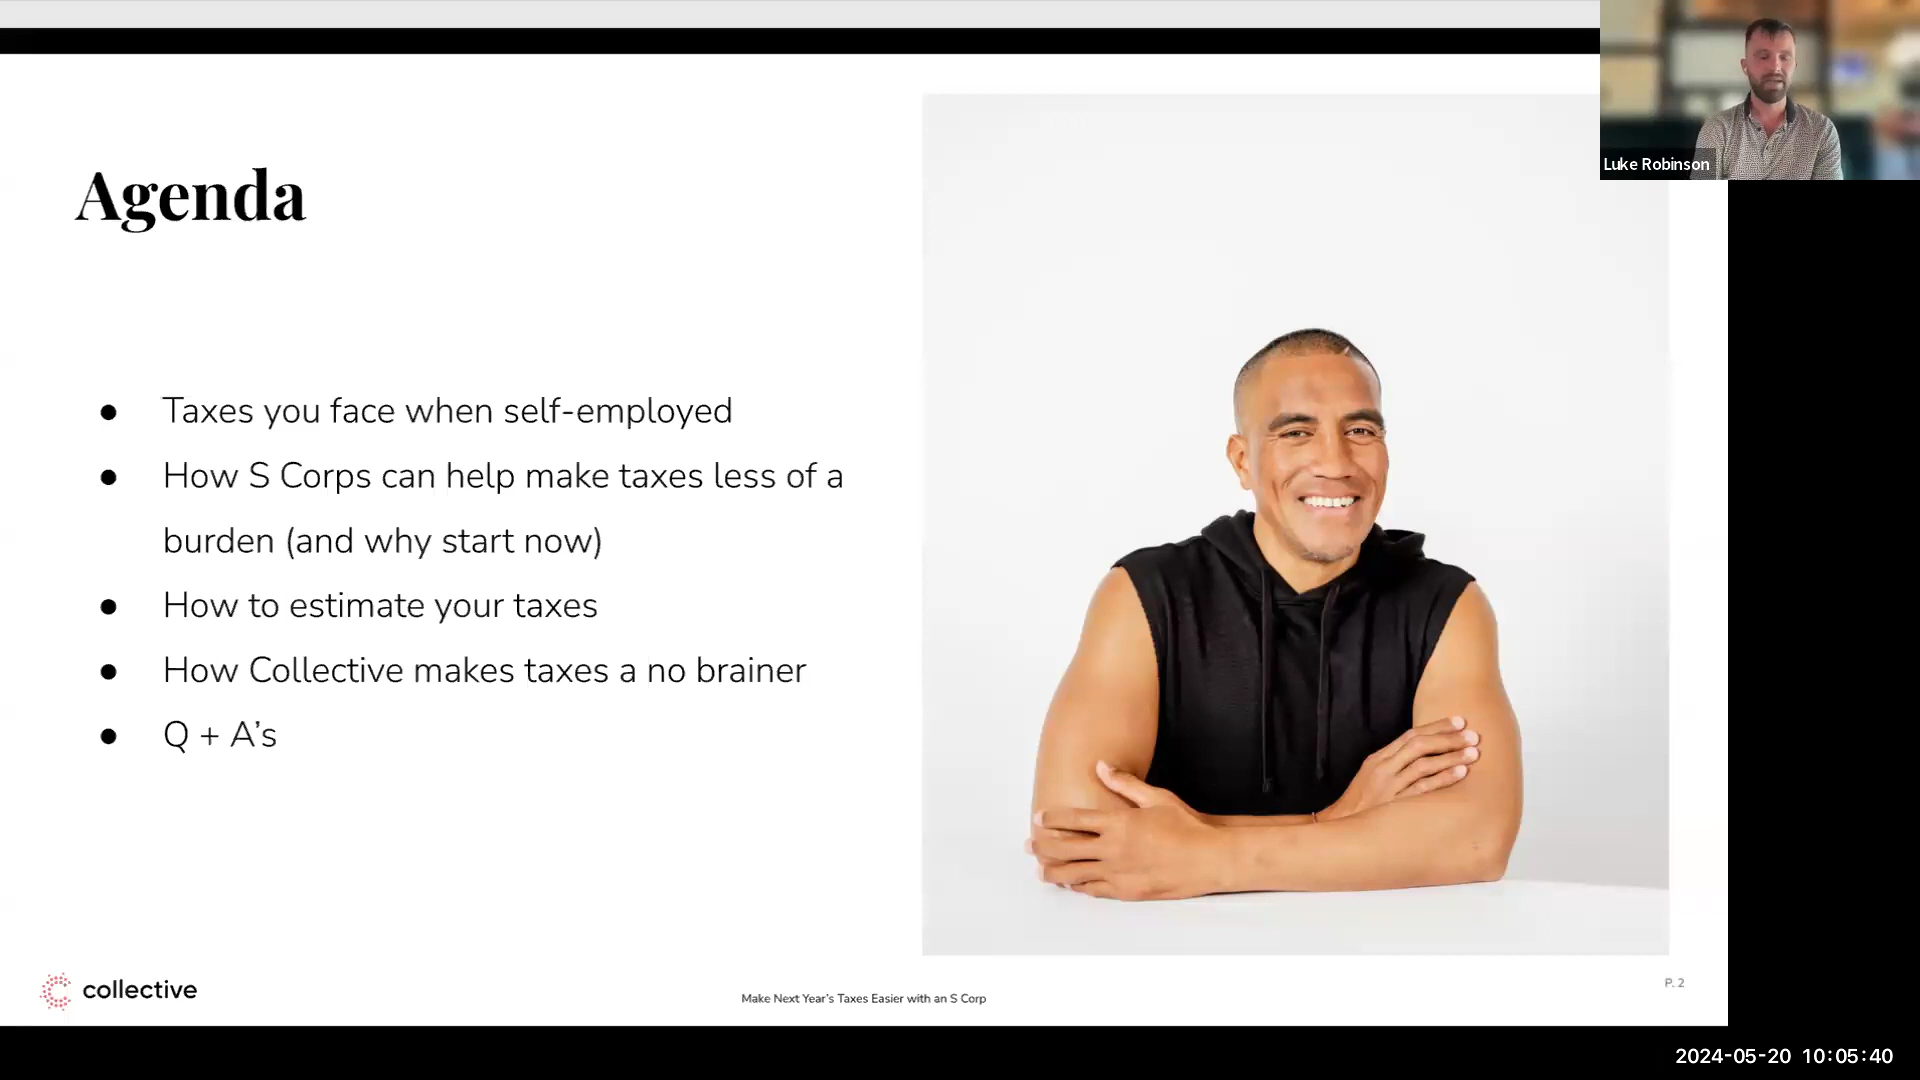 Luke Robinson
Agenda
● Taxes you face when self-employed
● How S Corps can help make taxes less of a
burden (and why start now)
● How to estimate your taxes
● How Collective makes taxes a no brainer
● Q + A’s
collective
Make Next Year’s Taxes Easier with an S Corp
P. 2
2024-05-20 10:05:40